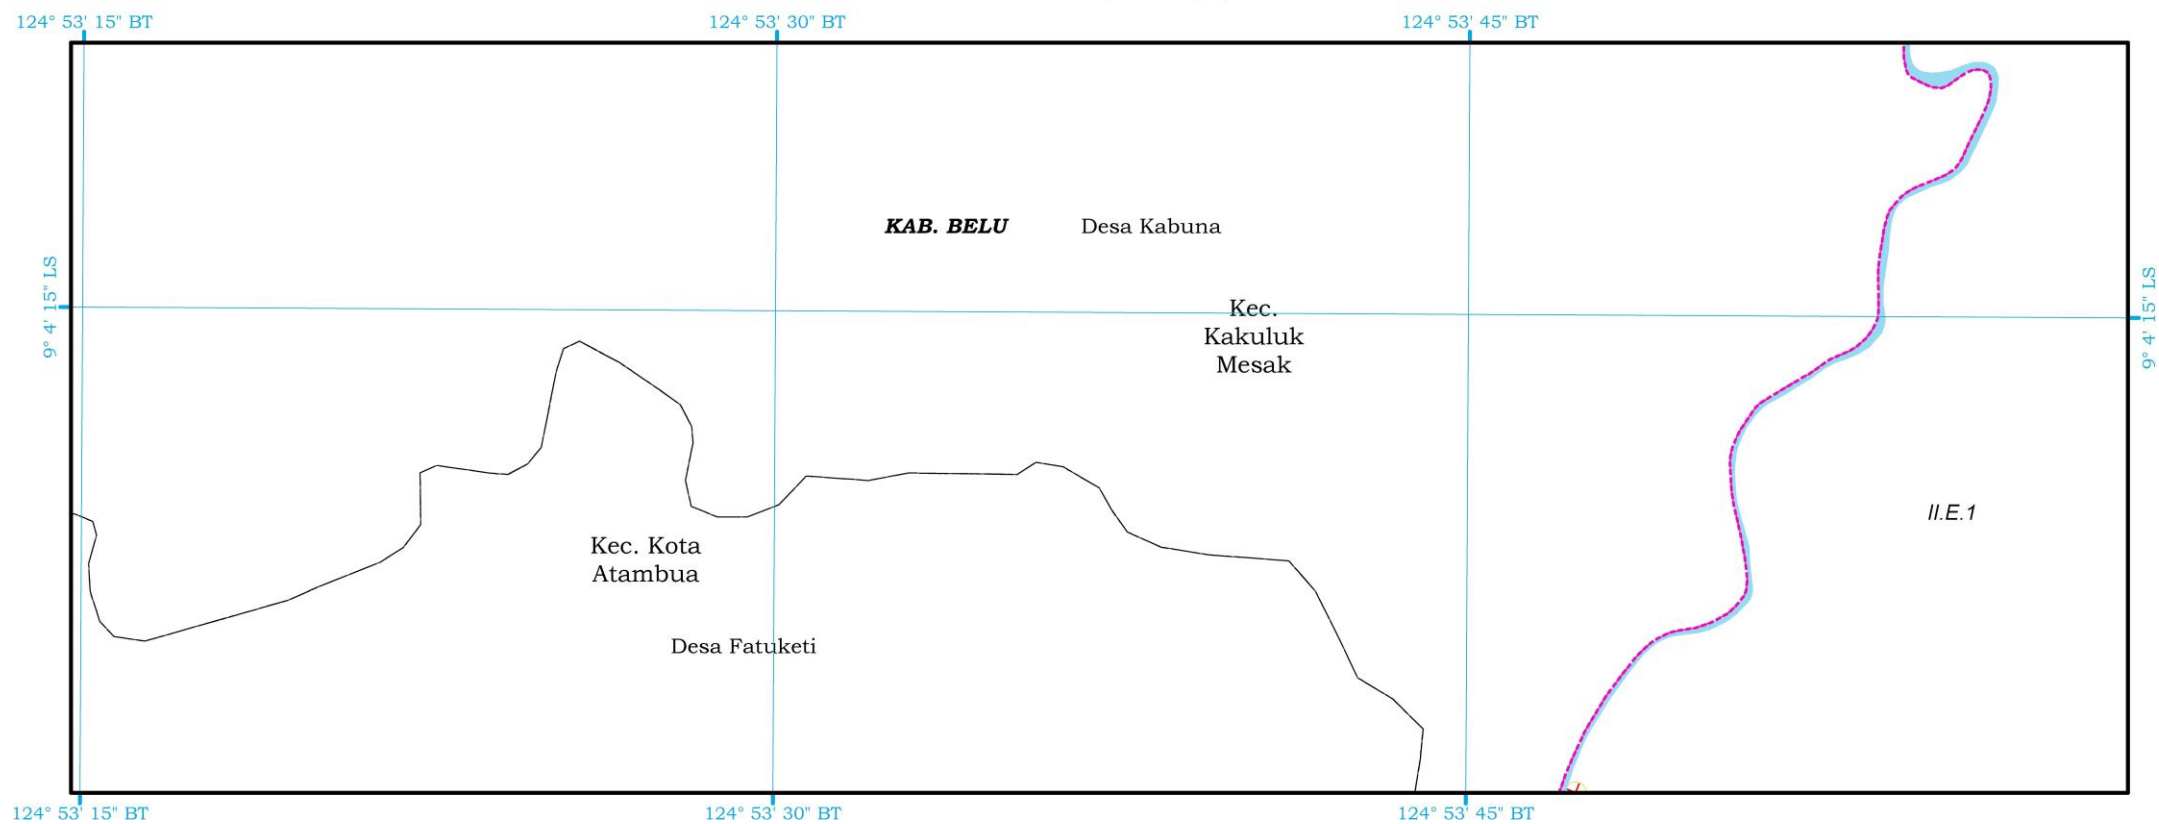 124° 53' 15" BT
124° 53' 30" BT
124° 53' 45" BT
KAB. BELU
Desa Kabuna
9° 4' 15" LS
9° 4' 15" LS
Kec.
Kakuluk
Mesak
II.E.1
Kec. Kota
Atambua
Desa Fatuketi
124° 53' 15" BT
124° 53' 30" BT
124° 53' 45" BT